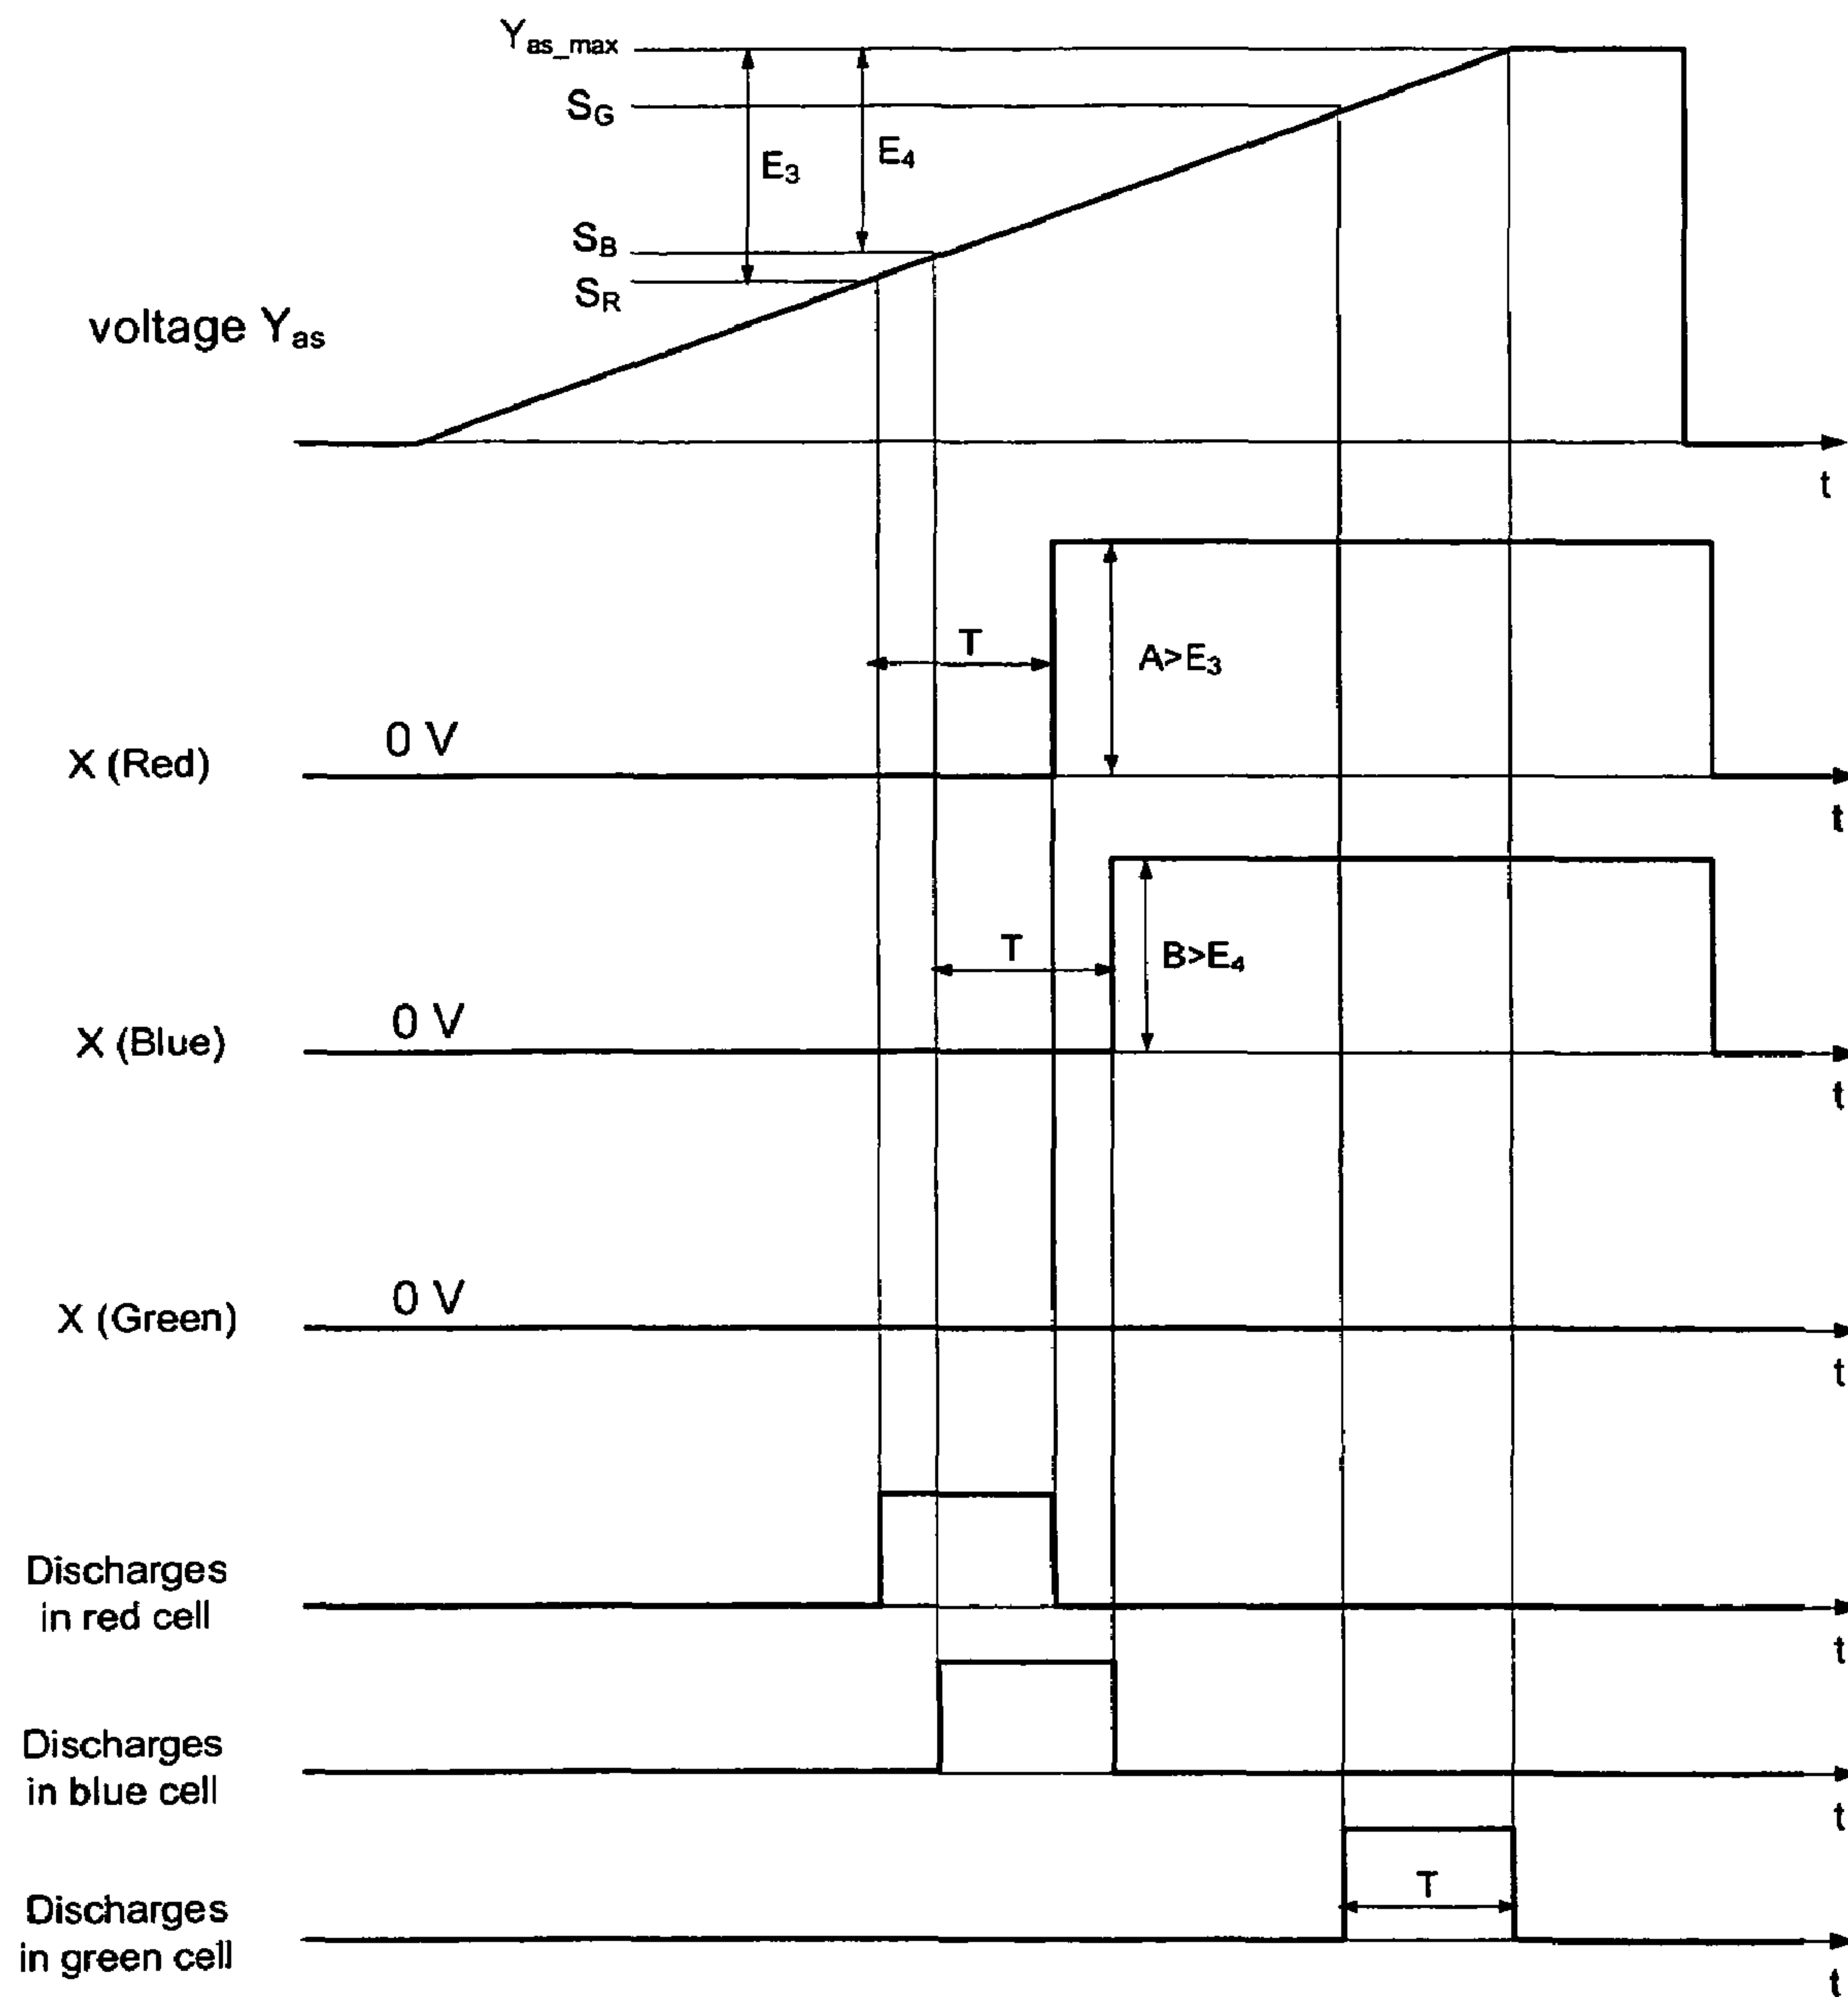 Yas_max
SG
E3
E4
SB
SR
voltage Yas
t
T
A>E3
0 V
X (Red)
t
T
B>E4
0 V
X (Blue)
t
0 V
X (Green)
t
Discharges
in red cell
t
Discharges
in blue cell
t
T
Discharges
in green cell
t